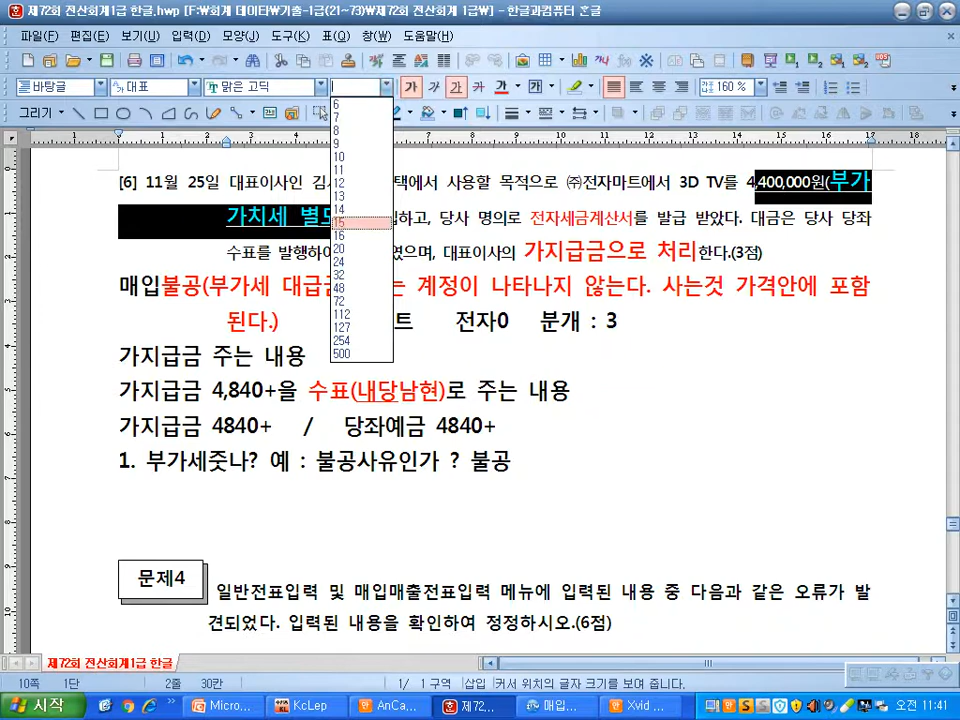 제72회 전산회계1급 한글.hwp [F:₩회계 데이터₩기출-1급(21~73)₩제72회 전산회계 1급₩] - 한글과컴퓨터 한글
파일(F) 편집(E) 보기(U) 입력(D) 모양(J) 도구(K) 표(Q) 창(W) 도움말(H)
바탕글 대표 맑은 고딕 가 가 가 가 가 가 160 %
그리기
6
7
8
9
10
11
12
13
14
15
16
20
24
32
48
72
112
127
254
500
[6] 11월 25일 대표이사인 김 택에서 사용할 목적으로 ㈜전자마트에서 3D TV를 4,400,000원(부가
가치세 별 입하고, 당사 명의로 전자세금계산서를 발급 받았다. 대금은 당사 당좌
수표를 발행하여 였으며, 대표이사의 가지급금으로 처리한다.(3점)
매입불공(부가세 대급금 는 계정이 나타나지 않는다. 사는것 가격안에 포함
된다.) 트 전자0 분개 : 3
가지급금 주는 내용
가지급금 4,840+을 수표(내당남현)로 주는 내용
가지급금 4840+ / 당좌예금 4840+
1. 부가세줏나? 예 : 불공사유인가 ? 불공
문제4
일반전표입력 및 매입매출전표입력 메뉴에 입력된 내용 중 다음과 같은 오류가 발
견되었다. 입력된 내용을 확인하여 정정하시오.(6점)
제72회 전산회계1급 한글
10쪽 1단 2줄 30칸 1/ 1 구역 삽입 커서 위치의 글자 크기를 보여 줍니다.
시작 Micro... KcLep AnCa... 제72... 매입... Xvid ... 오전 11:41